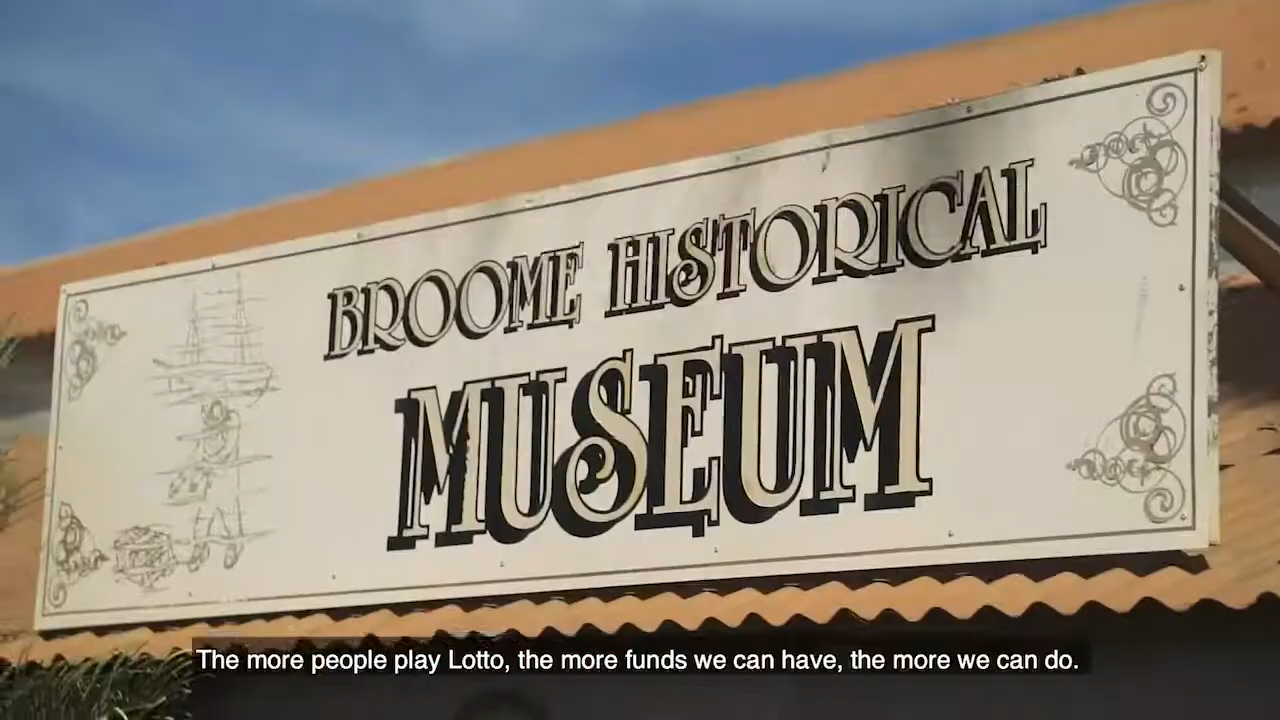 BROOME HISTORICAL
MUSEUM
The more people play Lotto, the more funds we can have, the more we can do.